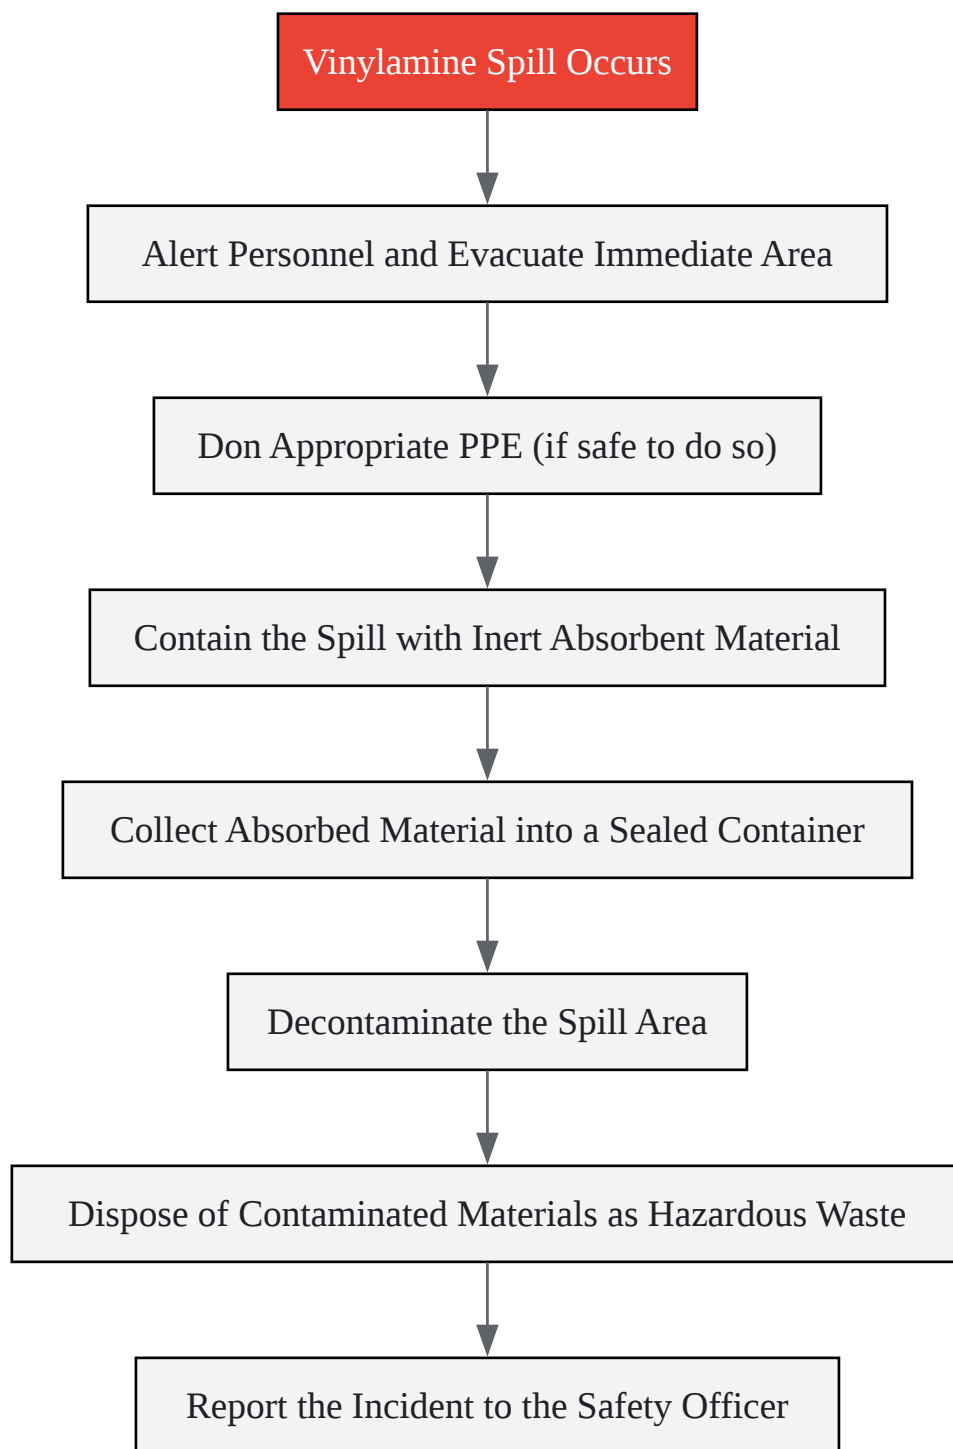 Vinylamine Spill Occurs
Alert Personnel and Evacuate Immediate Area
Don Appropriate PPE (if safe to do so)
Contain the Spill with Inert Absorbent Material
Collect Absorbed Material into a Sealed Container
Decontaminate the Spill Area
Dispose of Contaminated Materials as Hazardous Waste
Report the Incident to the Safety Officer